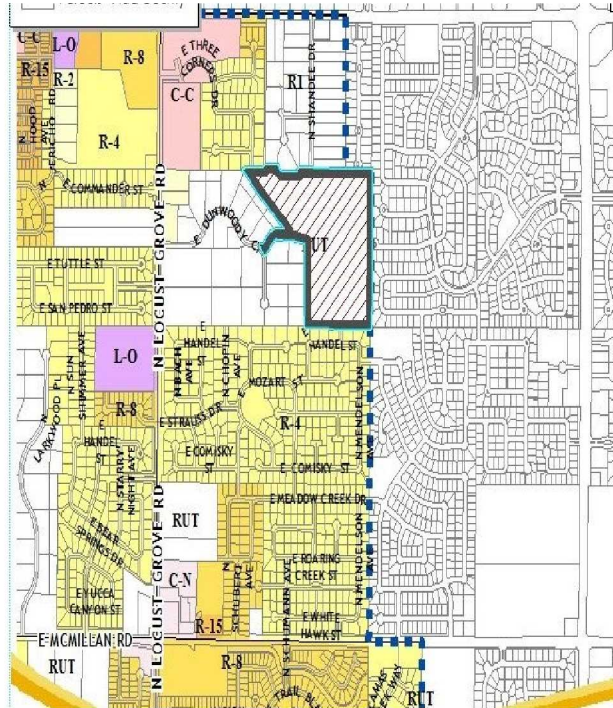 C-C
L-O
R-8
E THREE
CORNERS DR
R-15
R-2
R1
N SHANDEE DR
C-C
N HOOD
AVE
N JERICHO RD
R-4
E COMMANDER ST
E DUNWOODY C
UT
N LOCUST GROVE RD
E TUTTLE ST
E SAN PEDRO ST
E
HANDEL
ST
HANDEL ST
N BACH
AVE
N CHOPIN
AVE
MOZART ST
L-O
N SUN
SHIMMER AVE
N LARKWOOD PL
R-8
E STRAUSS DR
R-4
N MENDELSON
AVE
E
HANDEL
ST
E COMISKY
ST
E COMISKY ST
N STARRY
NIGHT AVE
E MEADOW CREEK DR
RUT
E BEAR
SPRINGS DR
N LOCUST GROVE RD
N
SCHUBERT
AVE
E ROARING
CREEK ST
N MENDELSON
AVE
C-N
E YUCCA
CANYON ST
R-15
N SCHUMANN AVE
E WHITE
HAWK ST
E MCMILLAN RD
RUT
R-8
RUT